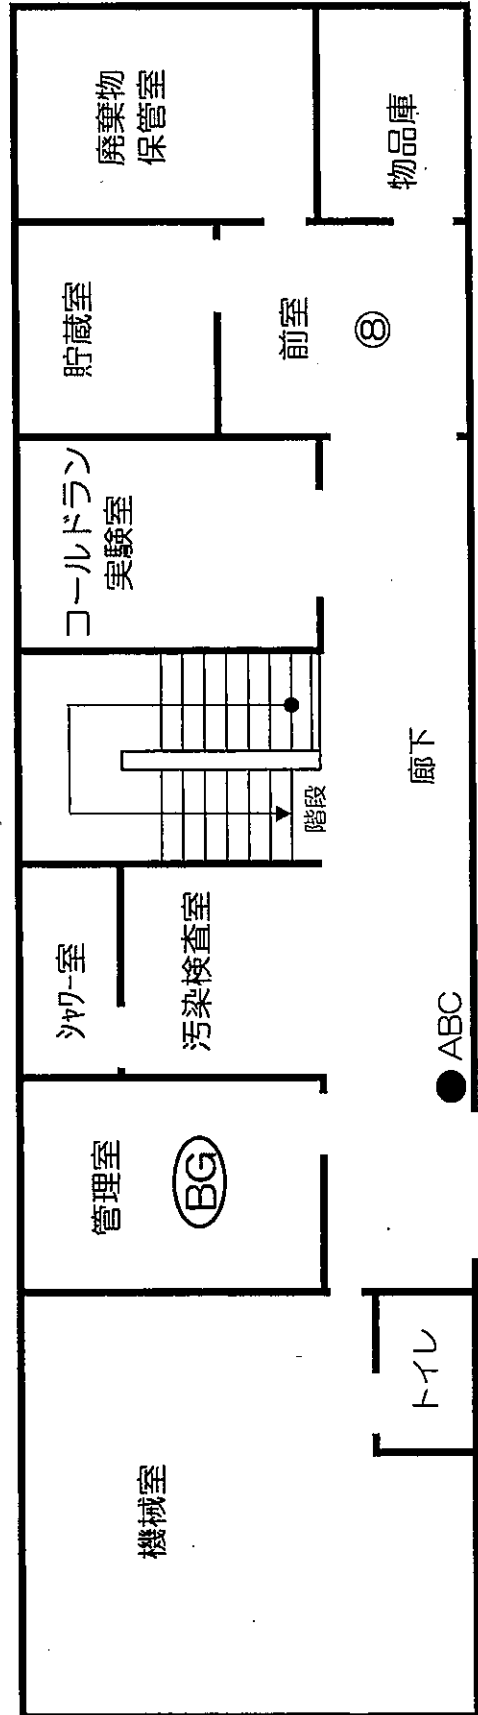 機械室
トイレ
管理室
BG
シャワー室
汚染検査室
● ABC
階段
廊下
コールドラン
実験室
貯蔵室
前室
⑧
廃棄物
保管室
物品庫